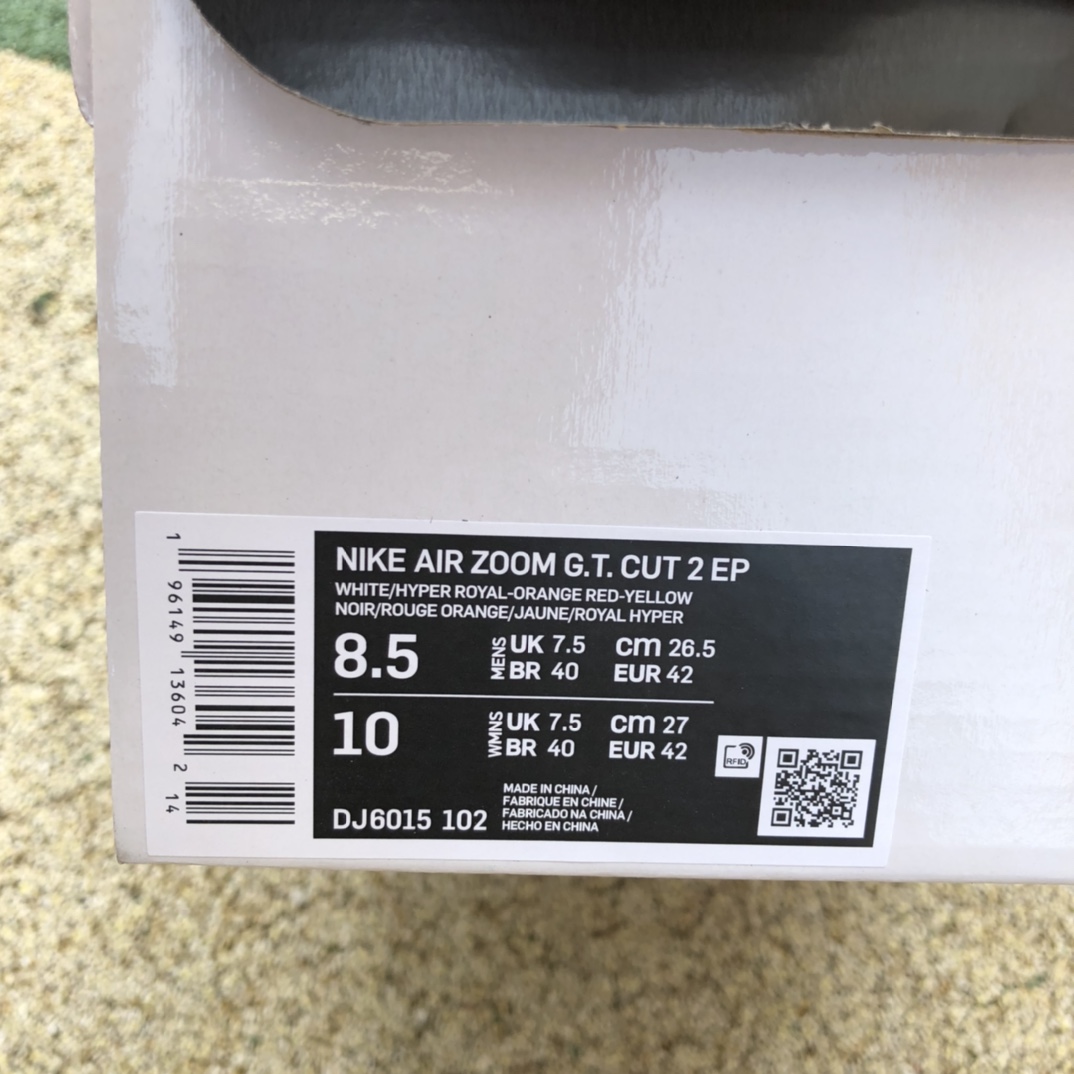 NIKE AIR ZOOM G.T. CUT 2 EP
WHITE/HYPER ROYAL-ORANGE RED-YELLOW
NOIR/ROUGE ORANGE/JAUNE/ROYAL HYPER
8.5 MENS UK 7.5 cm 26.5
BR 40 EUR 42
10 WMNS UK 7.5 cm 27
BR 40 EUR 42
RFID
DJ6015 102
MADE IN CHINA /
FABRIQUE EN CHINE /
FABRICADO NA CHINA /
HECHO EN CHINA
1 96149 13604 2 14